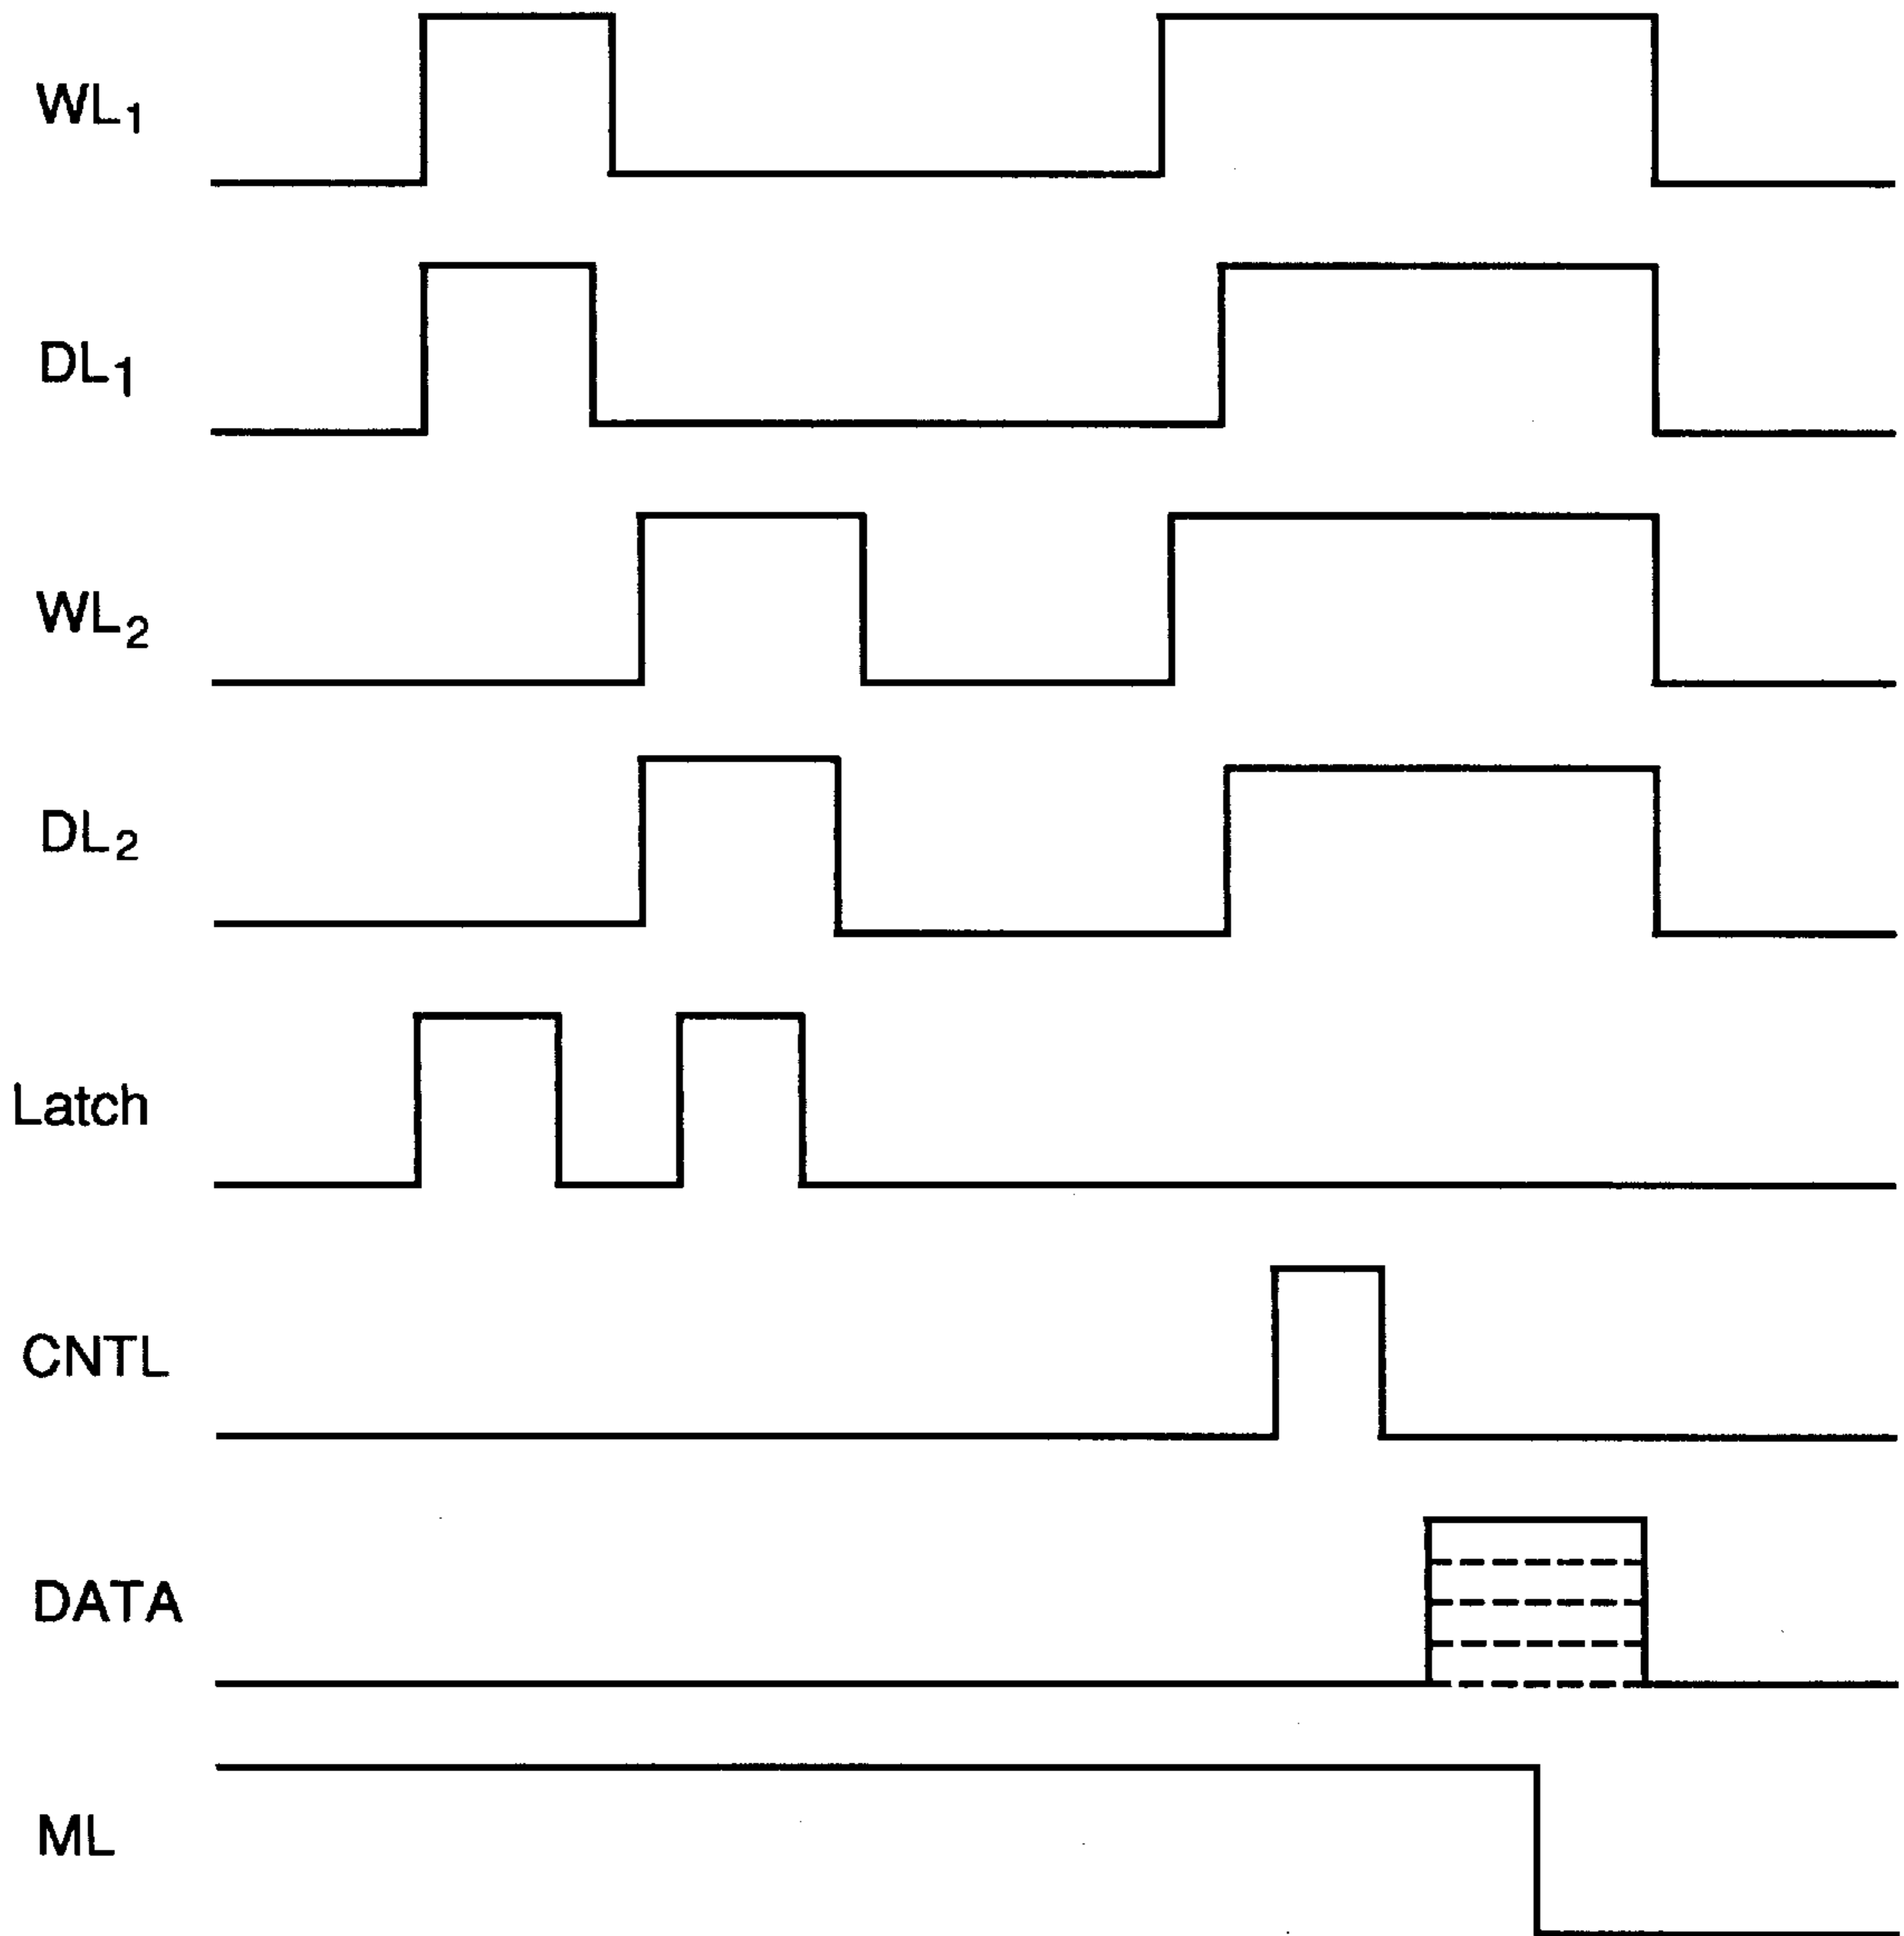 WL₁
DL₁
WL₂
DL₂
Latch
CNTL
DATA
ML